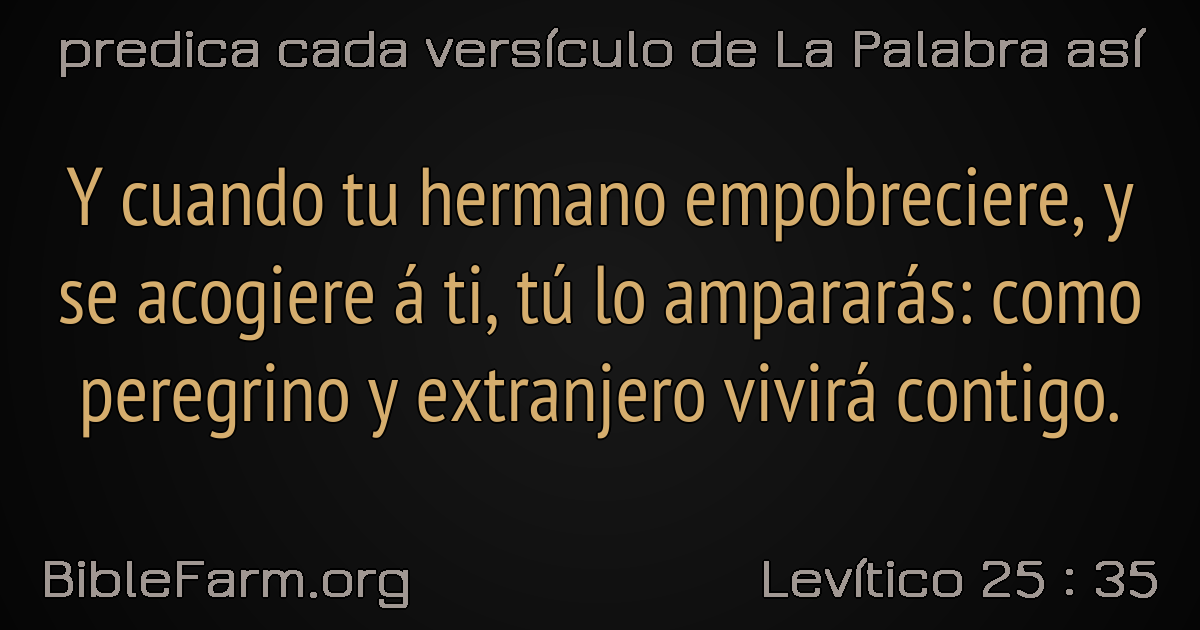 predica cada versículo de La Palabra así
Y cuando tu hermano empobreciere, y
se acogiere á ti, tú lo ampararás: como
peregrino y extranjero vivirá contigo.
BibleFarm.org
Levítico 25 : 35